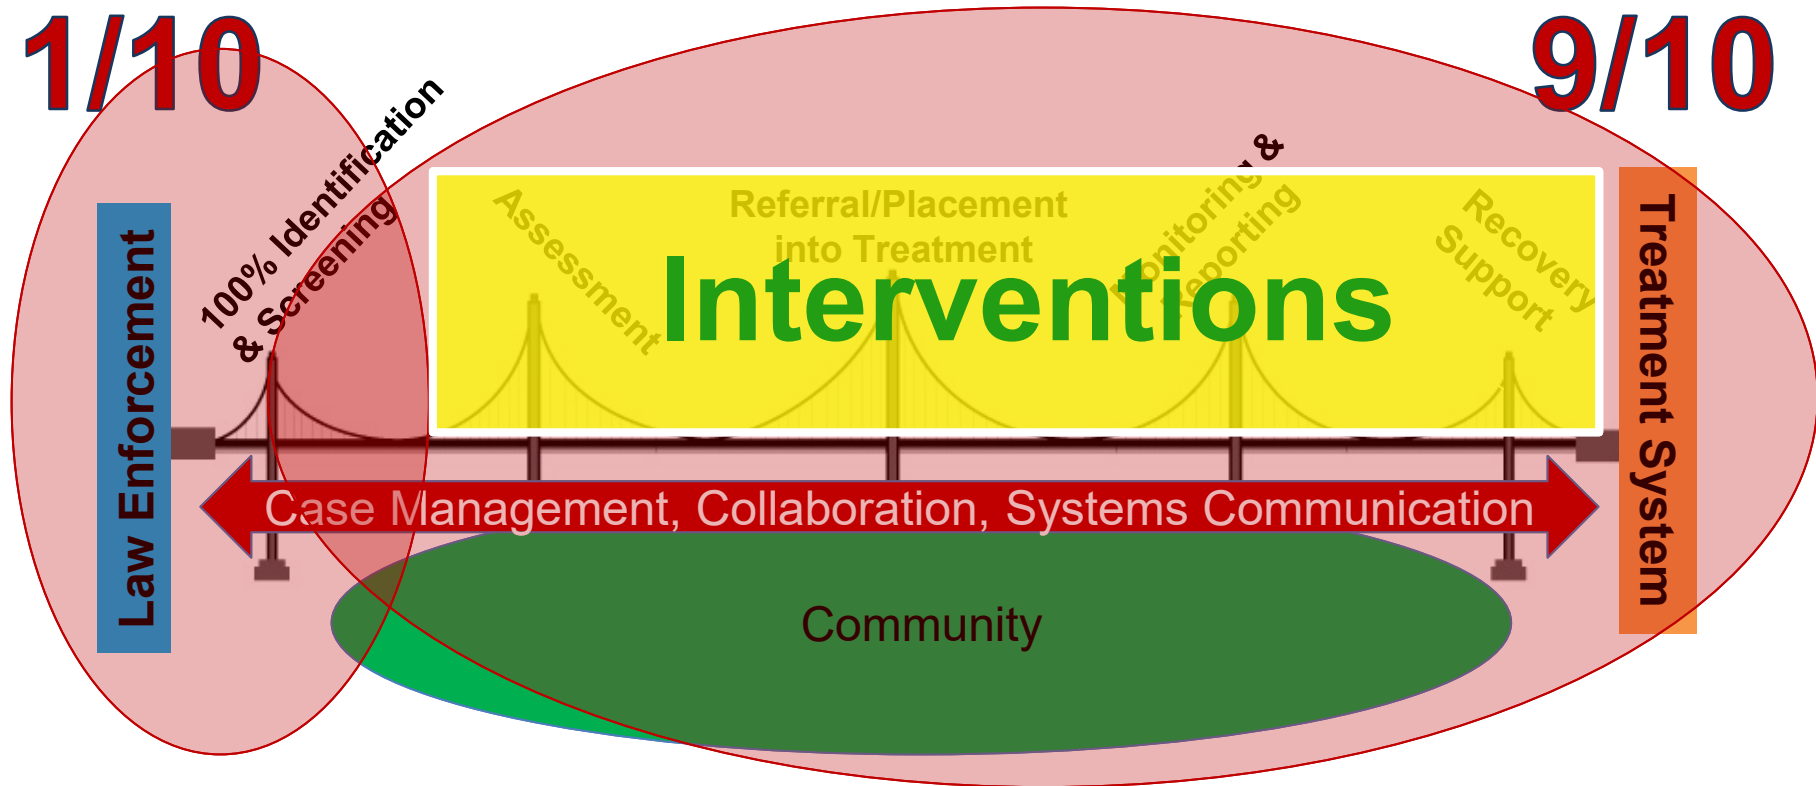 1/10
9/10
100% Identification
& Screening
Assessment
Referral/Placement
into Treatment
Monitoring &
Reporting
Recovery
Support
Interventions
Law Enforcement
Treatment System
Case Management, Collaboration, Systems Communication
Community